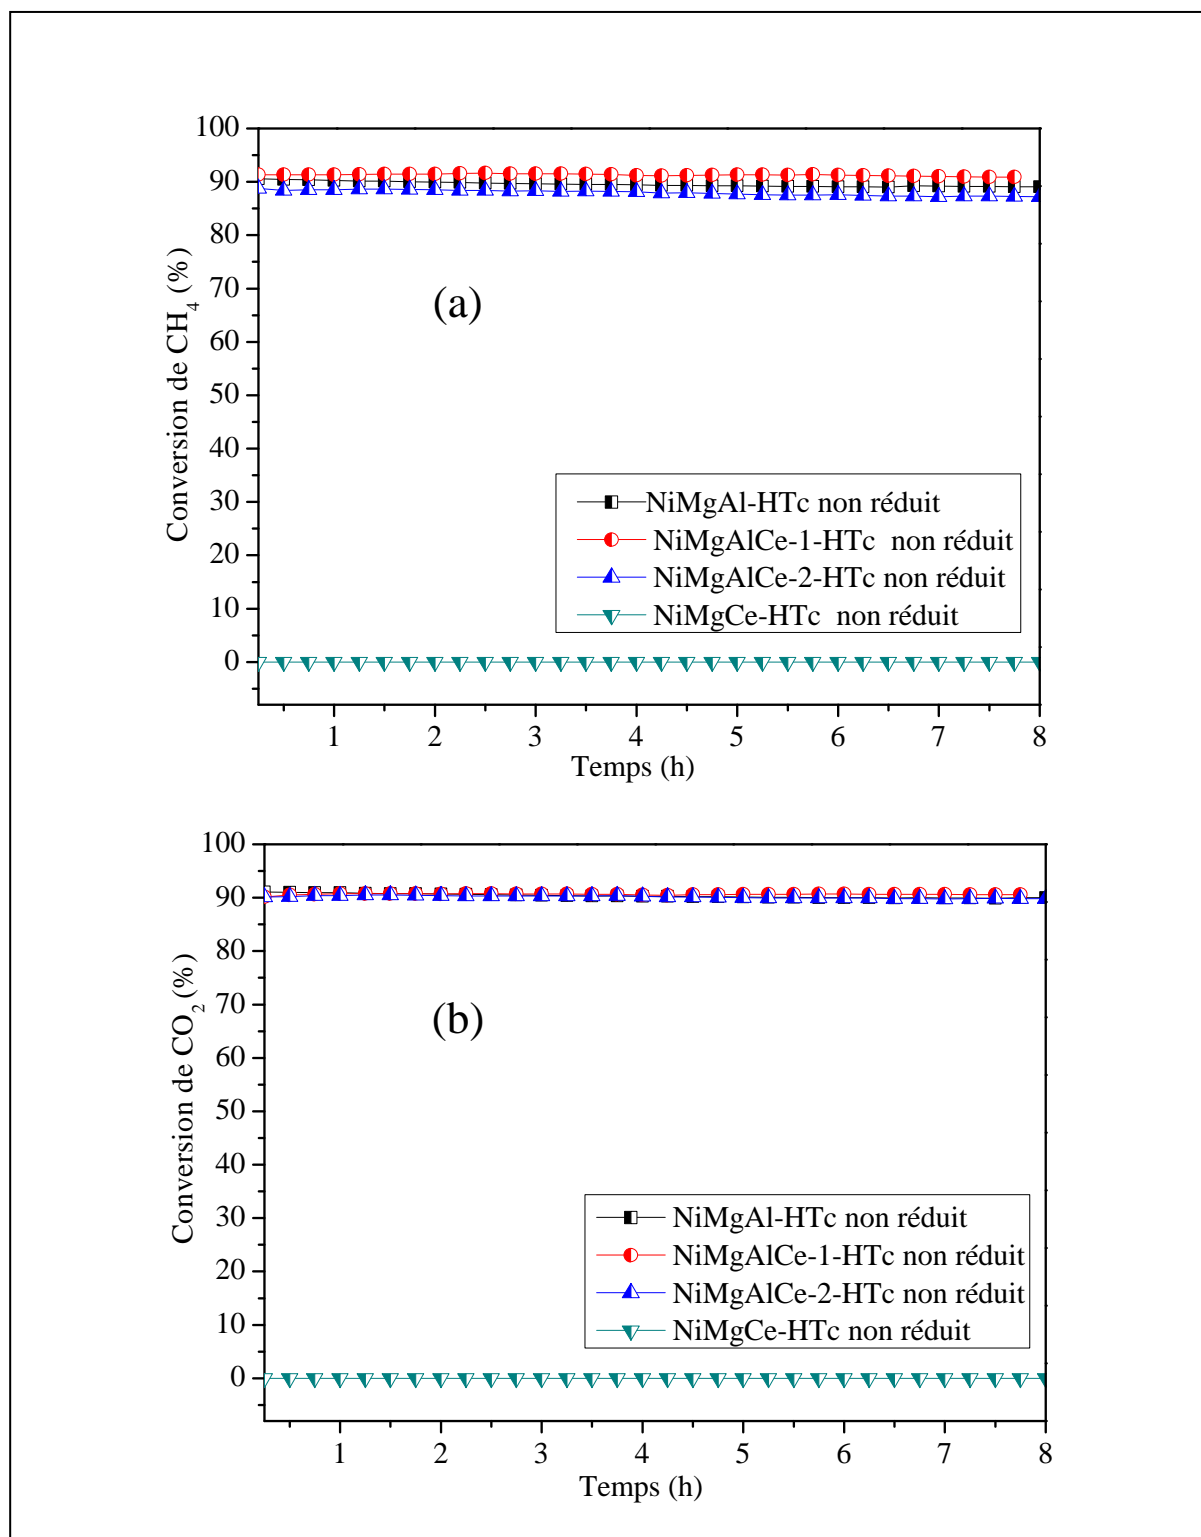 100
90
80
70
60
50
40
30
20
10
0
Conversion de CH4 (%)
(a)
NiMgAl-HTc non réduit
NiMgAlCe-1-HTc non réduit
NiMgAlCe-2-HTc non réduit
NiMgCe-HTc non réduit
1 2 3 4 5 6 7 8
Temps (h)
100
90
80
70
60
50
40
30
20
10
0
Conversion de CO2 (%)
(b)
NiMgAl-HTc non réduit
NiMgAlCe-1-HTc non réduit
NiMgAlCe-2-HTc non réduit
NiMgCe-HTc non réduit
1 2 3 4 5 6 7 8
Temps (h)